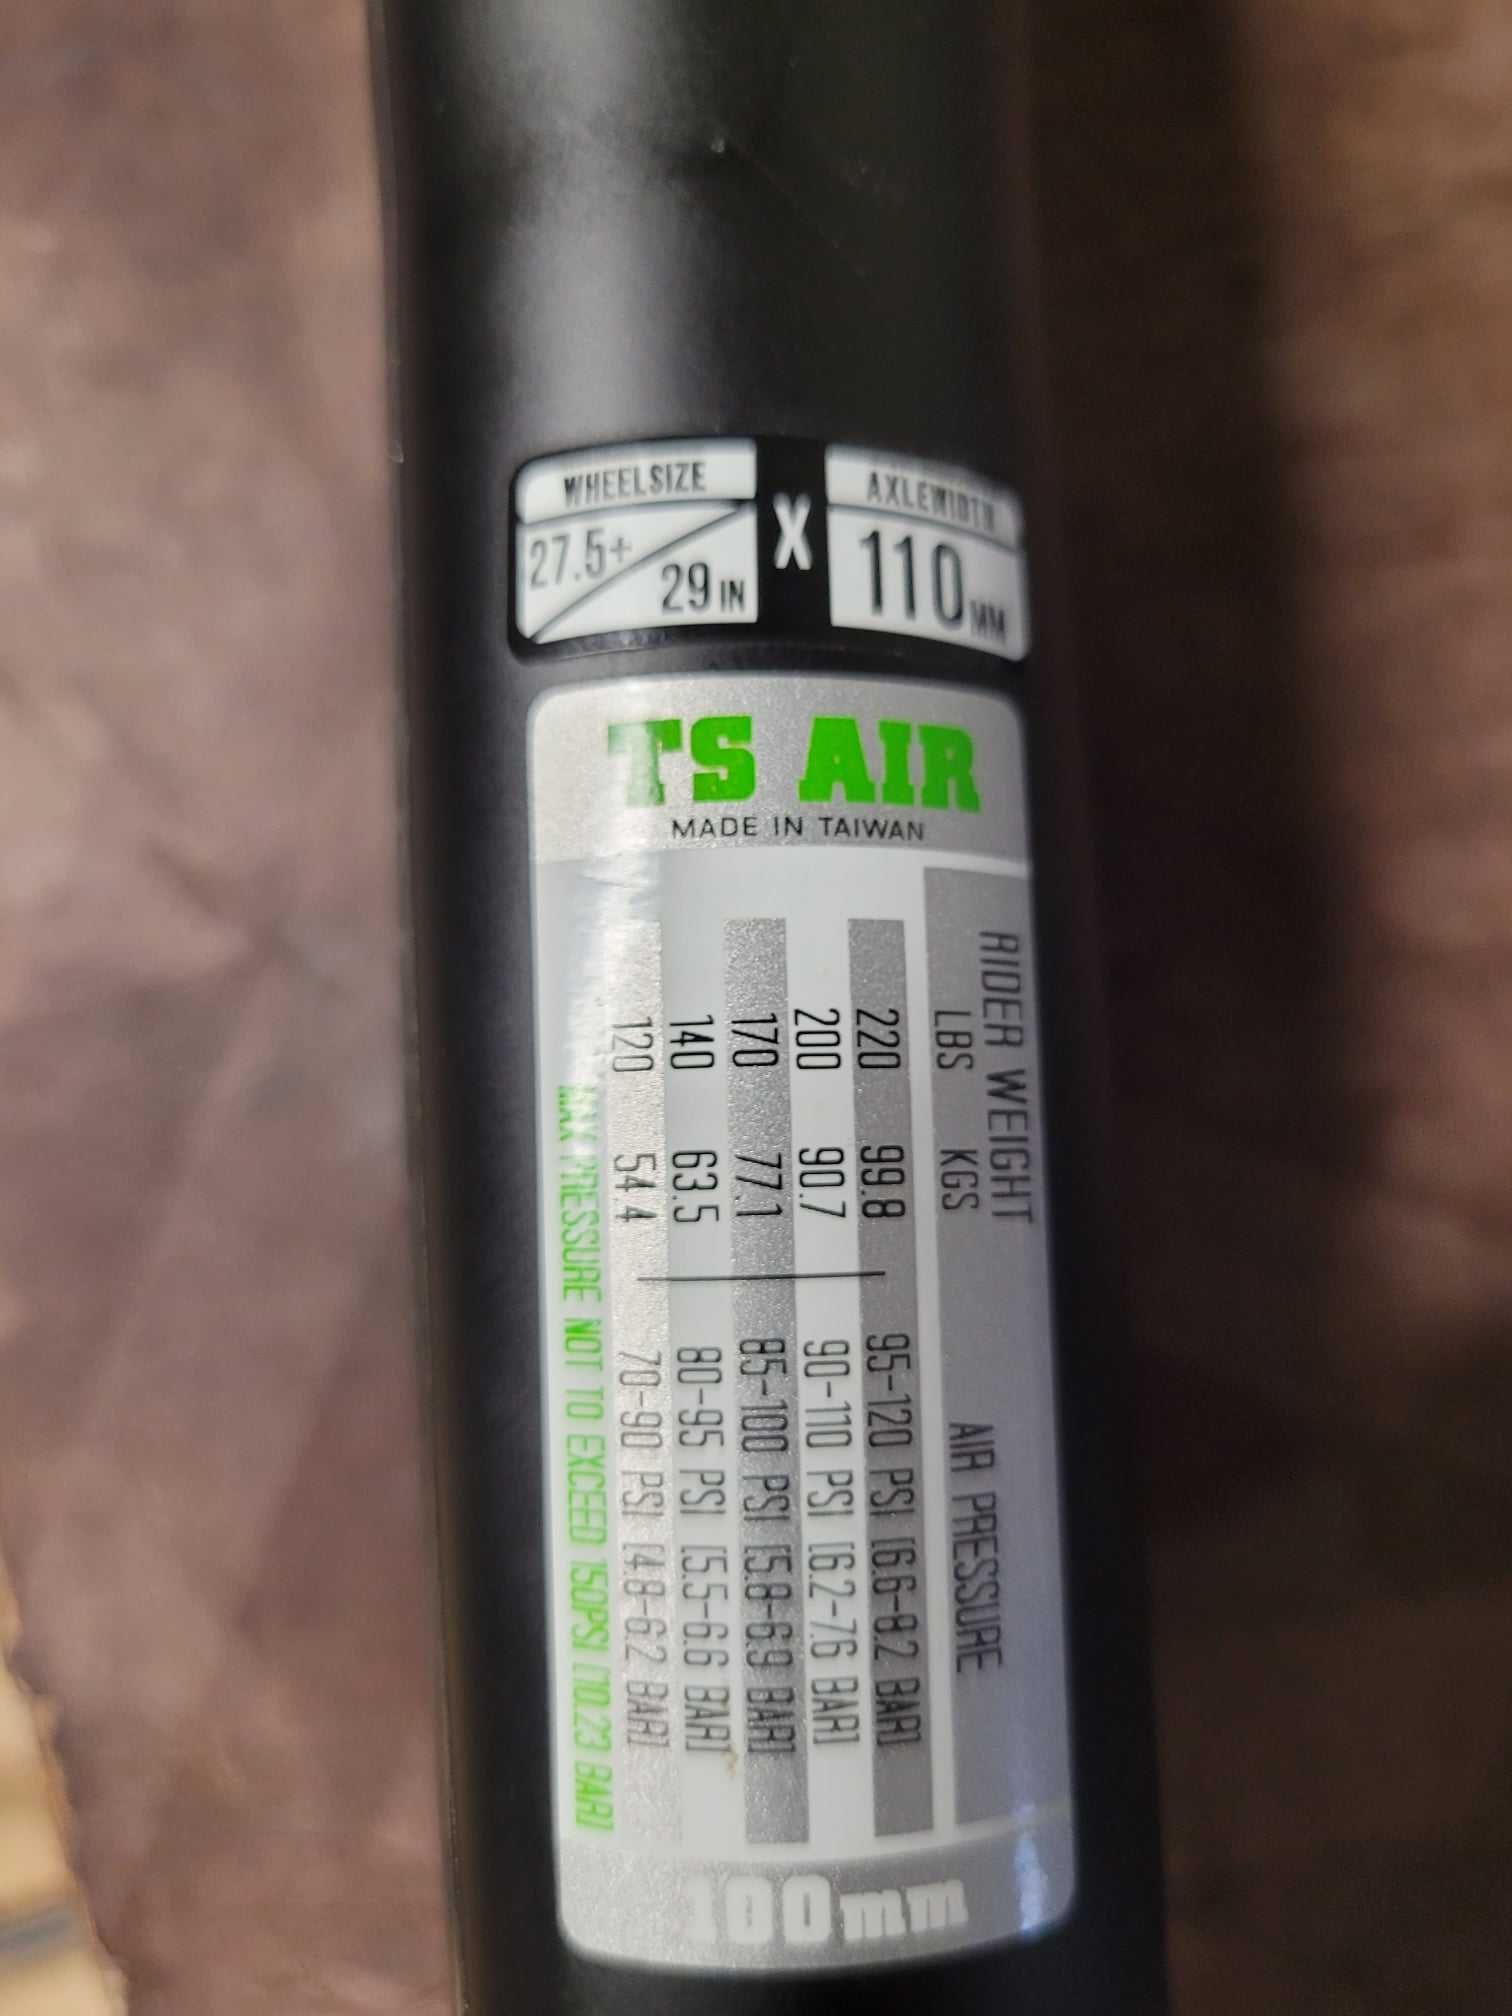 WHEELSIZE
27.5+
29 IN
X
AXLEWIDTH
110 MM
TS AIR
MADE IN TAIWAN
RIDER WEIGHT
LBS KGS AIR PRESSURE
220 99.8 95-120 PSI [6.6-8.2 BAR]
200 90.7 90-110 PSI [6.2-7.6 BAR]
170 77.1 85-100 PSI [5.8-6.9 BAR]
140 63.5 80-95 PSI [5.5-6.6 BAR]
120 54.4 70-90 PSI [4.8-6.2 BAR]
MAX PRESSURE NOT TO EXCEED 150PSI [10.23 BAR]
100mm